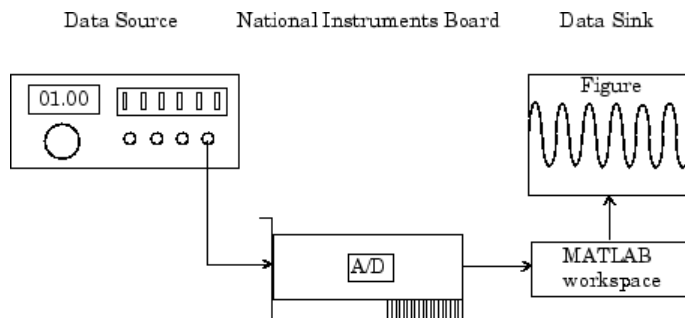 Data Source
National Instruments Board
Data Sink
01.00
Figure
A/D
MATLAB
workspace